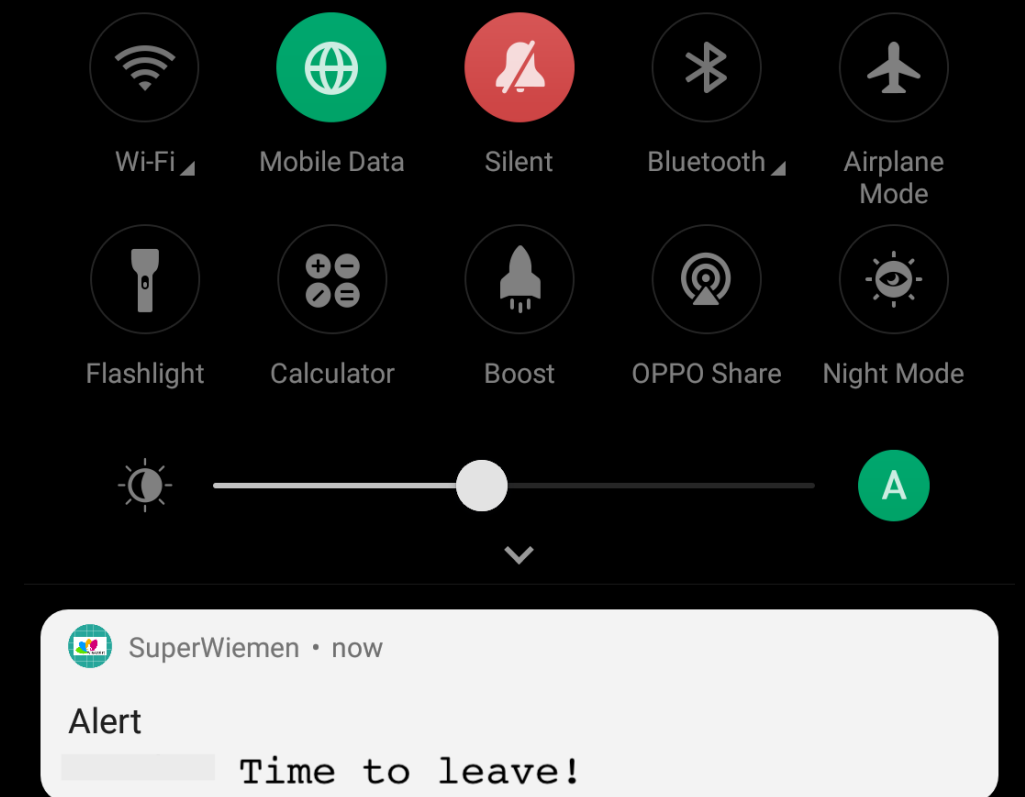 Wi-Fi Mobile Data Silent Bluetooth Airplane Mode
Flashlight Calculator Boost OPPO Share Night Mode
A
SuperWiemen • now
Alert
Time to leave!